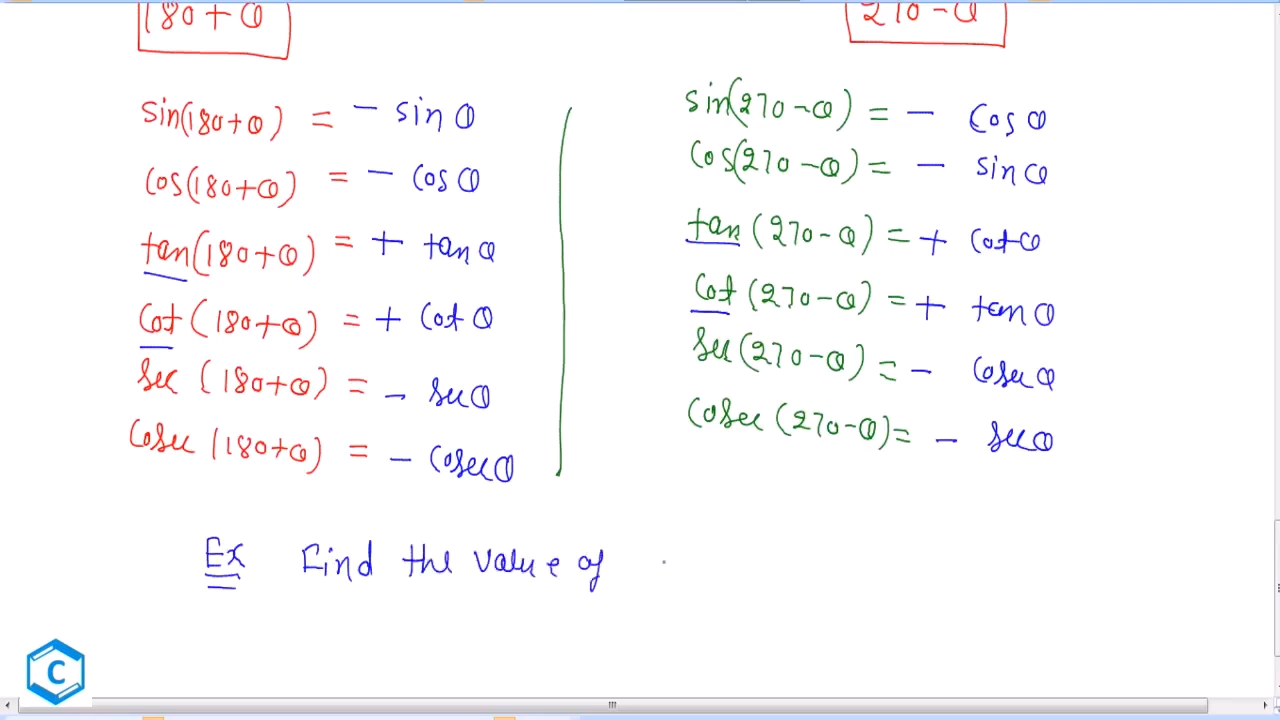 180 + θ
sin(180+θ) = - sin θ
cos(180+θ) = - cos θ
tan(180+θ) = + tan θ
cot(180+θ) = + cot θ
sec(180+θ) = - sec θ
cosec(180+θ) = - cosec θ
270 - θ
sin(270-θ) = - cos θ
cos(270-θ) = - sin θ
tan(270-θ) = + cot θ
cot(270-θ) = + tan θ
sec(270-θ) = - cosec θ
cosec(270-θ) = - sec θ
Ex Find the value of
C